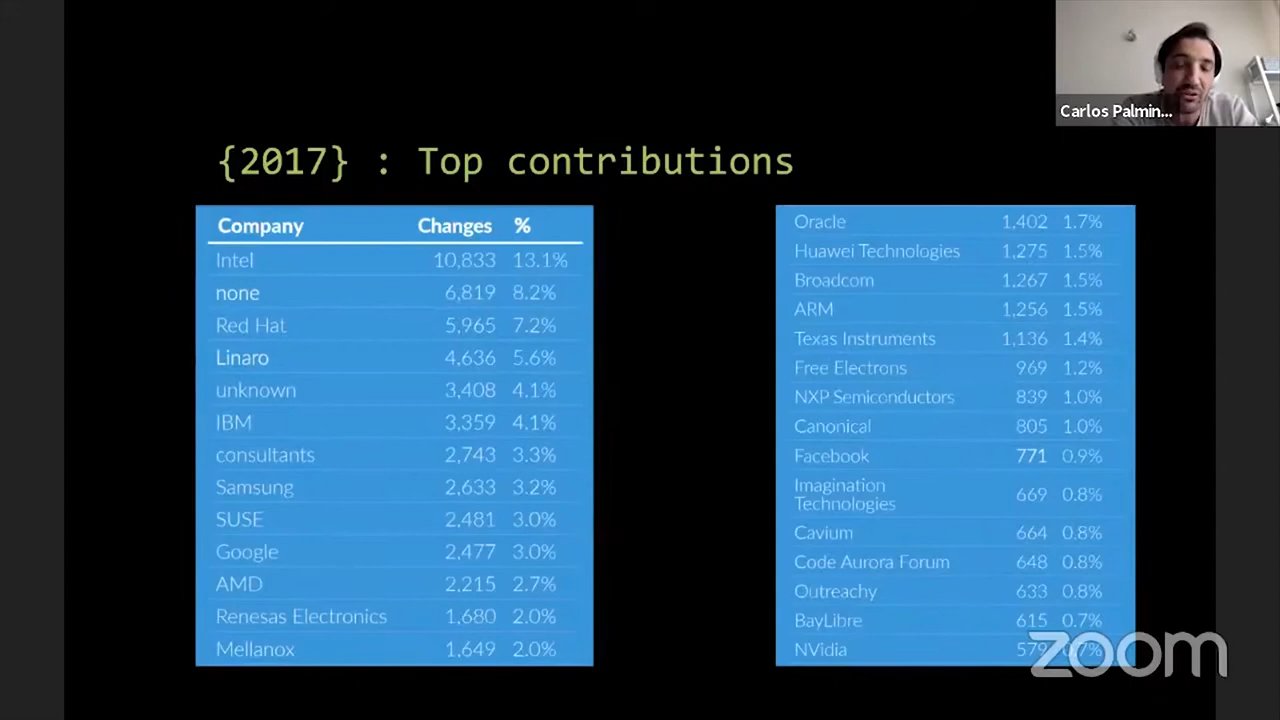 Carlos Palmin...
{2017} : Top contributions
Company Changes %
Intel 10,833 13.1%
none 6,819 8.2%
Red Hat 5,965 7.2%
Linaro 4,636 5.6%
unknown 3,408 4.1%
IBM 3,359 4.1%
consultants 2,743 3.3%
Samsung 2,633 3.2%
SUSE 2,481 3.0%
Google 2,477 3.0%
AMD 2,215 2.7%
Renesas Electronics 1,680 2.0%
Mellanox 1,649 2.0%
Oracle 1,402 1.7%
Huawei Technologies 1,275 1.5%
Broadcom 1,267 1.5%
ARM 1,256 1.5%
Texas Instruments 1,136 1.4%
Free Electrons 969 1.2%
NXP Semiconductors 839 1.0%
Canonical 805 1.0%
Facebook 771 0.9%
Imagination
Technologies 669 0.8%
Cavium 664 0.8%
Code Aurora Forum 648 0.8%
Outreachy 633 0.8%
BayLibre 615 0.7%
NVidia 579 0.7%
zoom